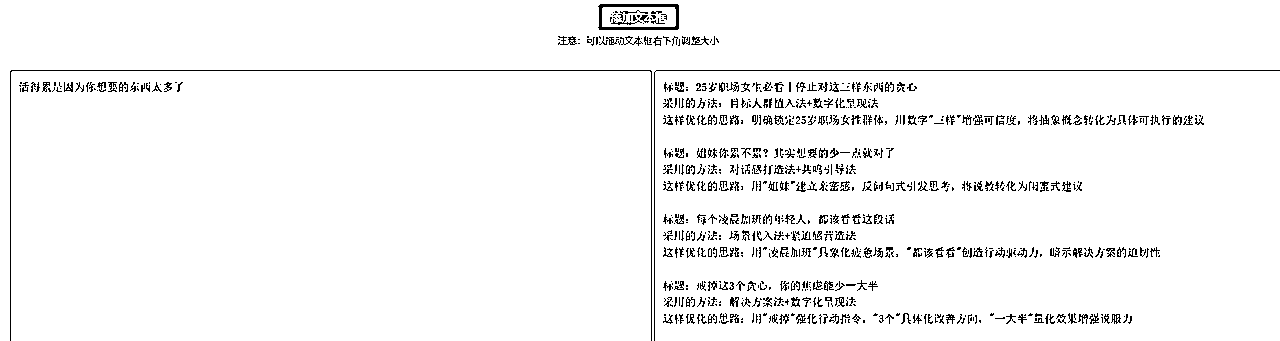 添加文本框
注意：可以拖动文本框右下角调整大小
活得累是因为你想要的东西太多了
标题：25岁职场女生必看丨停止对这三样东西的贪心
采用的方法：目标人群植入法+数字化呈现法
这样优化的思路：明确锁定25岁职场女性群体，用数字"三样"增强可信度，将抽象概念转化为具体可执行的建议
标题：姐妹你累不累？其实想要的少一点就对了
采用的方法：对话感打造法+共鸣引导法
这样优化的思路：用"姐妹"建立亲密感，反问句式引发思考，将说教转化为闺蜜式建议
标题：每个凌晨加班的年轻人，都该看看这段话
采用的方法：场景代入法+紧迫感营造法
这样优化的思路：用"凌晨加班"具象化疲惫场景，"都该看看"创造行动驱动力，暗示解决方案的迫切性
标题：戒掉这3个贪心，你的焦虑能少一大半
采用的方法：解决方案法+数字化呈现法
这样优化的思路：用"戒掉"强化行动指令，"3个"具体化改善方向，"一大半"量化效果增强说服力